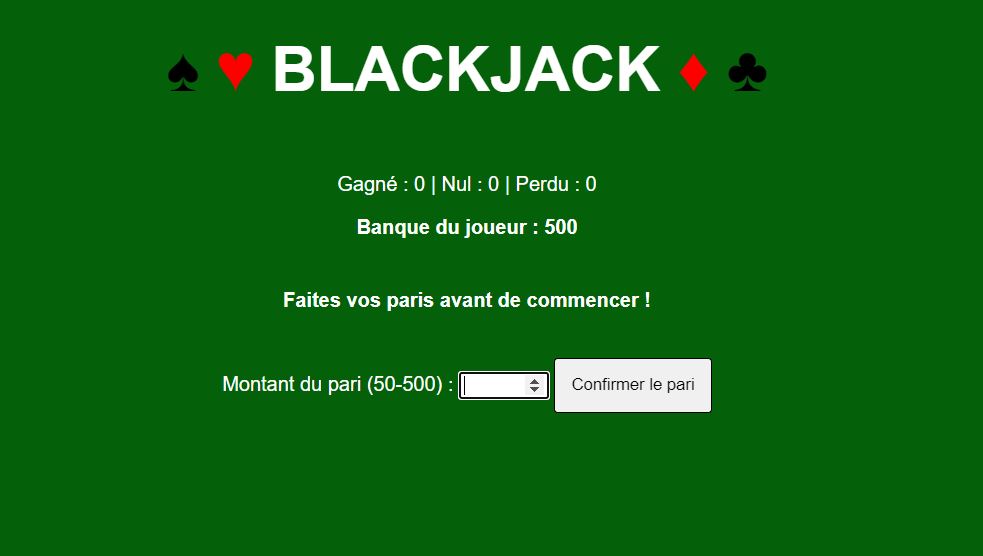 ♠ ♥ BLACKJACK ♦ ♣
Gagné : 0 | Nul : 0 | Perdu : 0
Banque du joueur : 500
Faites vos paris avant de commencer !
Montant du pari (50-500) : Confirmer le pari